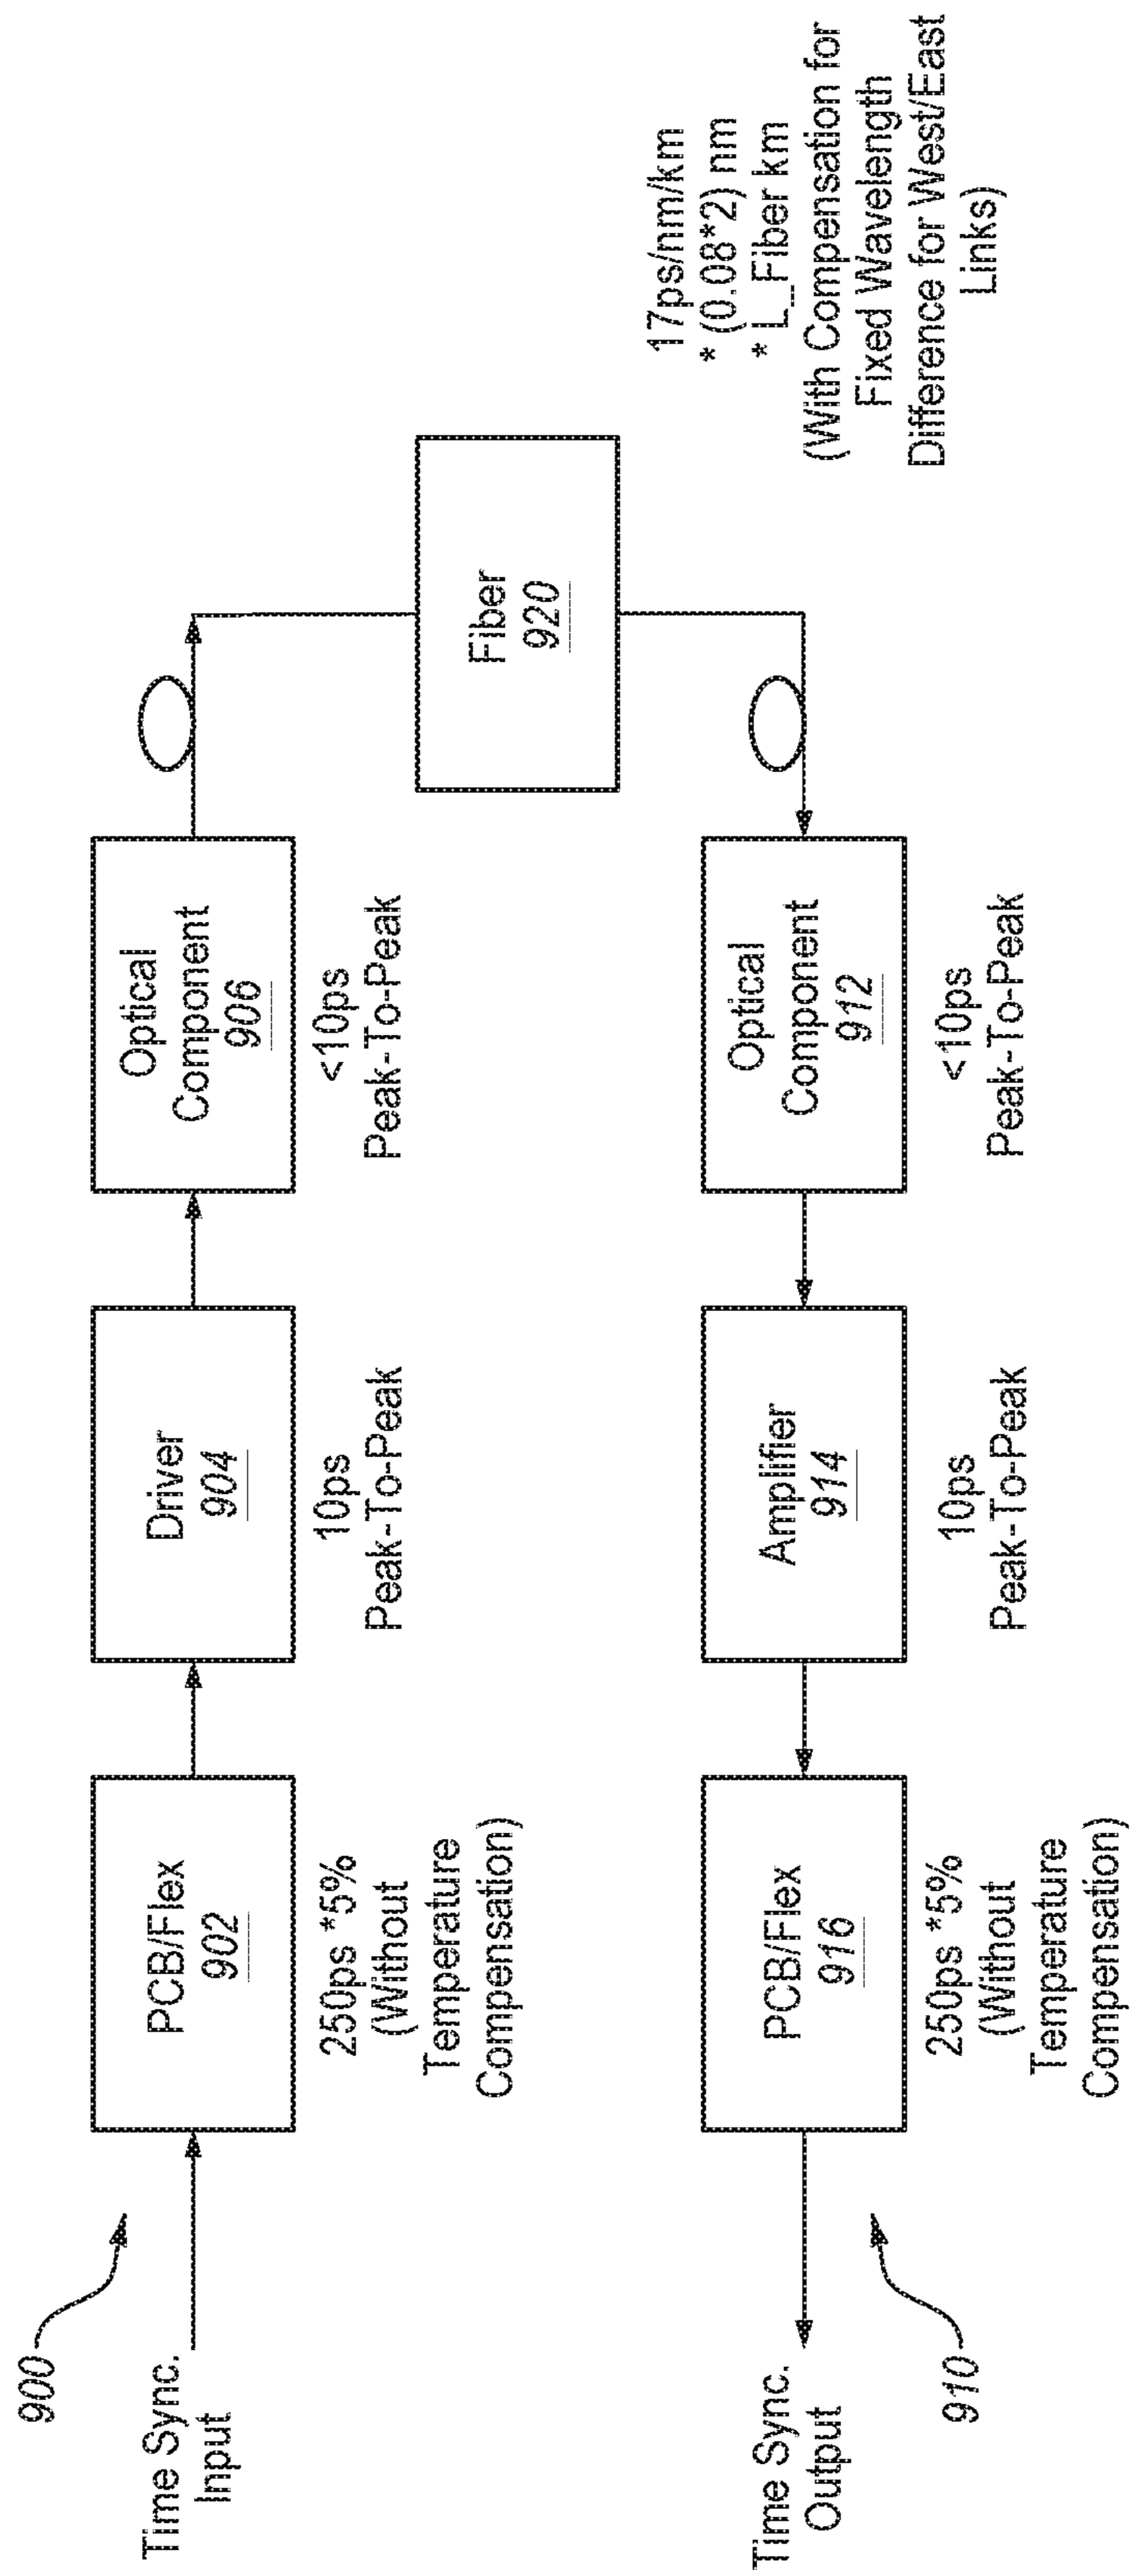 900
Time Sync.
Input
PCB/Flex
902
250ps *5%
(Without
Temperature
Compensation)
Driver
904
10ps
Peak-To-Peak
Optical
Component
906
<10ps
Peak-To-Peak
Fiber
920
17ps/nm/km
* (0.08*2) nm
* L_Fiber km
(With Compensation for
Fixed Wavelength
Difference for West/East
Links)
Optical
Component
912
<10ps
Peak-To-Peak
Amplifier
914
10ps
Peak-To-Peak
PCB/Flex
916
250ps *5%
(Without
Temperature
Compensation)
Time Sync.
Output
910